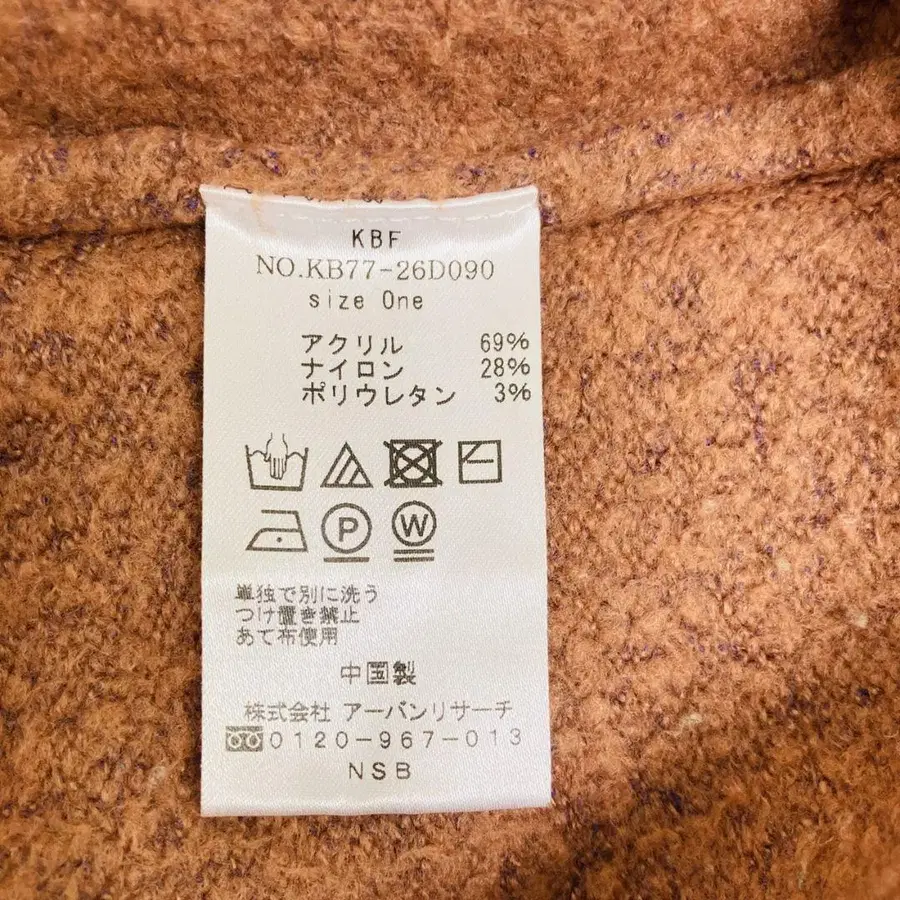 KBF
NO.KB77-26D090
size One
アクリル 69%
ナイロン 28%
ポリウレタン 3%
P W
単独で別に洗う
つけ置き禁止
あて布使用
中国製
株式会社 アーバンリサーチ
0120-967-013
NSB